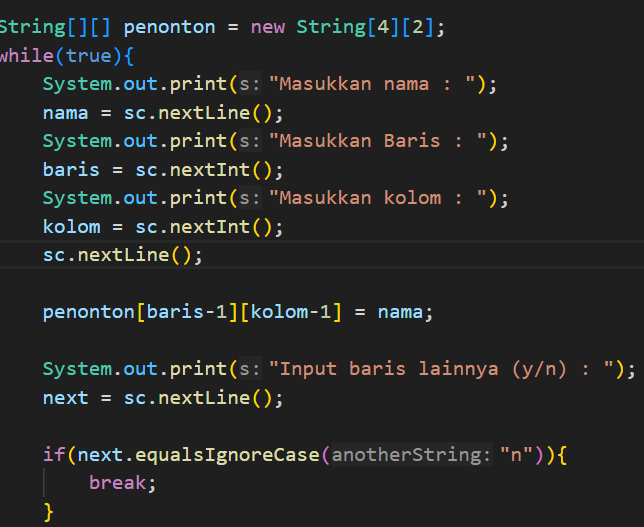 String[][] penonton = new String[4][2];
while(true){
System.out.print(s: "Masukkan nama : ");
nama = sc.nextLine();
System.out.print(s: "Masukkan Baris : ");
baris = sc.nextInt();
System.out.print(s: "Masukkan kolom : ");
kolom = sc.nextInt();
sc.nextLine();
penonton[baris-1][kolom-1] = nama;
System.out.print(s: "Input baris lainnya (y/n) : ");
next = sc.nextLine();
if(next.equalsIgnoreCase(anotherString: "n")){
break;
}